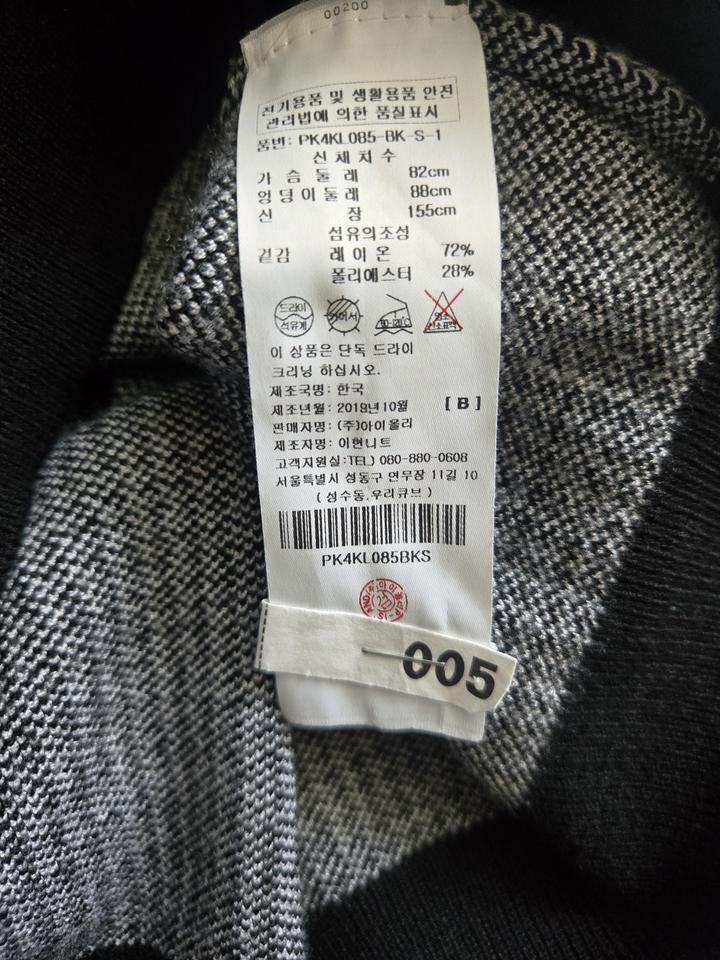 00200
전기용품 및 생활용품 안전
관리법에 의한 품질표시
품번: PK4KL085-BK-S-1
신 체 치 수
가 슴 둘 레 82cm
엉 덩 이 둘 레 88cm
신 장 155cm
섬유의조성
겉감 레 이 온 72%
폴리에스터 28%
드라이
석유계
80-120℃
이 상품은 단독 드라이
크리닝 하십시오.
제조국명: 한국
제조년월: 2019년10월 [ B ]
판매자명: (주)아이올리
제조자명: 이현니트
고객지원실:TEL) 080-880-0608
서울특별시 성동구 연무장 11길 10
( 성수동,우리큐브 )
PK4KL085BKS
005